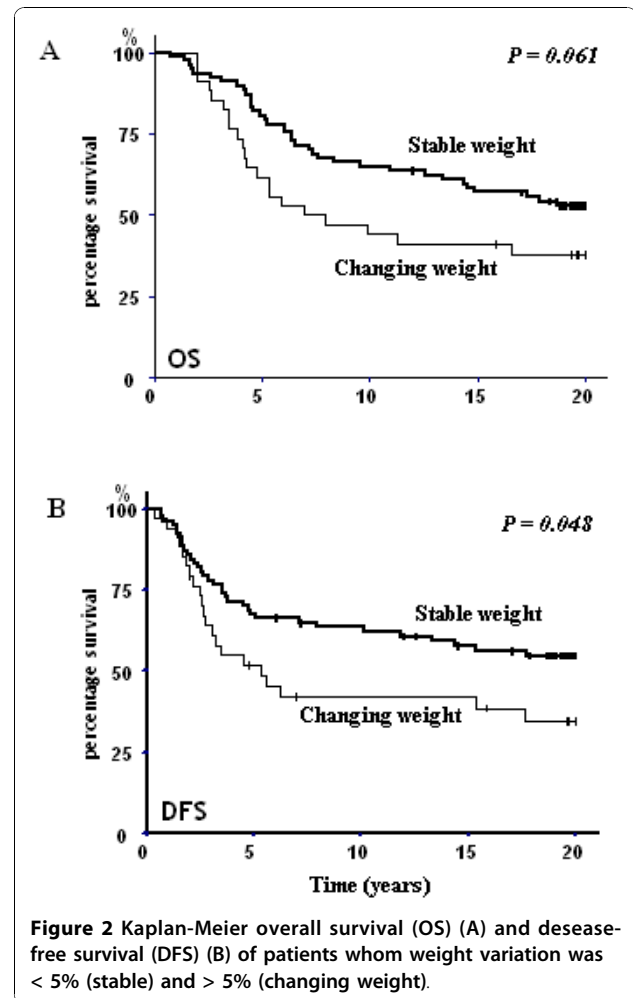 A
%
P = 0.061
100
75
50
25
0
percentage survival
Stable weight
Changing weight
OS
0 5 10 15 20
B
%
P = 0.048
100
75
50
25
0
percentage survival
Stable weight
Changing weight
DFS
0 5 10 15 20
Time (years)
Figure 2 Kaplan-Meier overall survival (OS) (A) and desease-
free survival (DFS) (B) of patients whom weight variation was
< 5% (stable) and > 5% (changing weight).